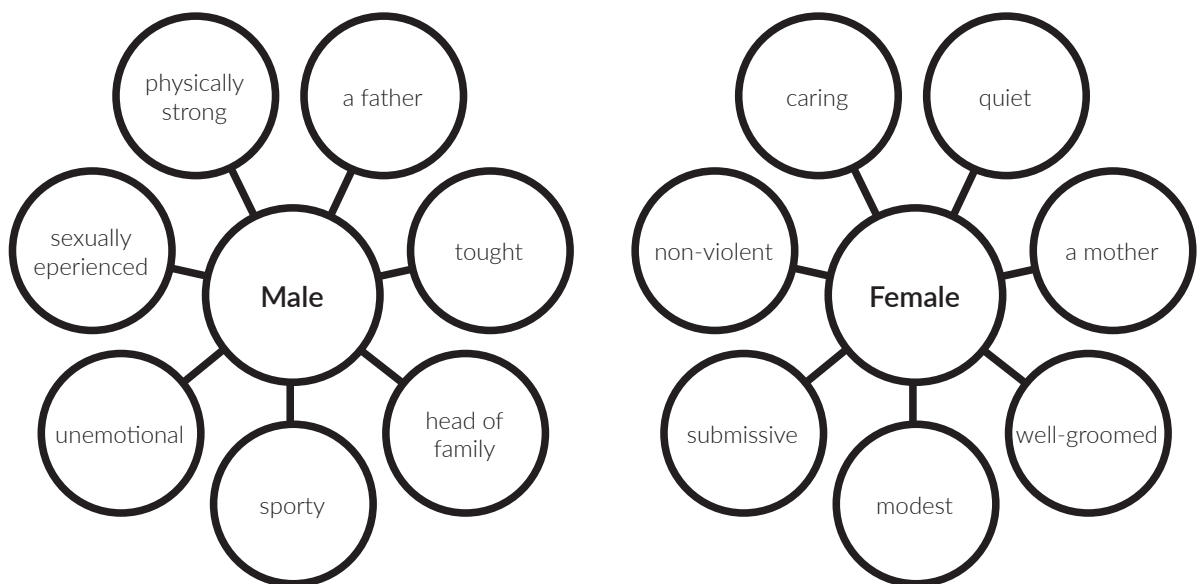 physically
strong
a father
sexually
eperienced
tought
Male
unemotional
head of
family
sporty
caring
quiet
non-violent
a mother
Female
submissive
well-groomed
modest